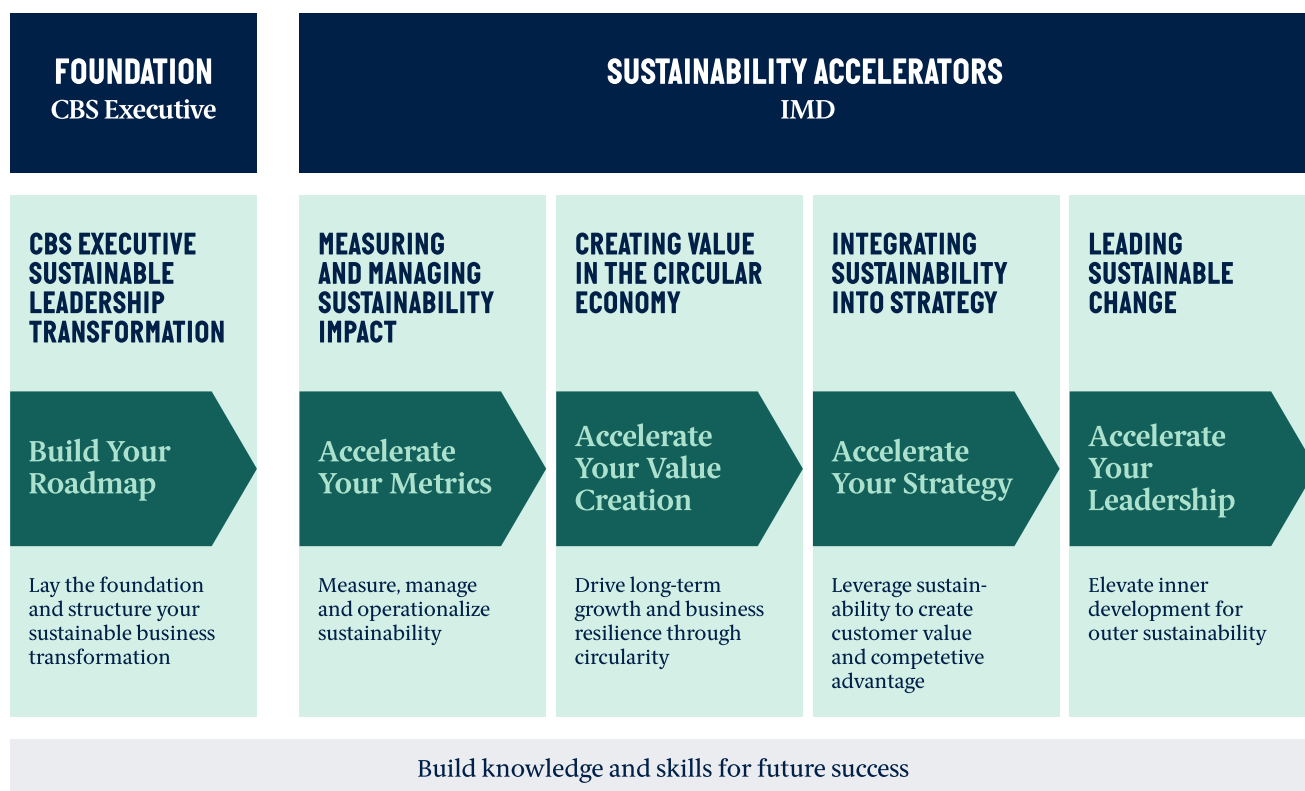 FOUNDATION
CBS Executive
SUSTAINABILITY ACCELERATORS
IMD
CBS EXECUTIVE
SUSTAINABLE
LEADERSHIP
TRANSFORMATION
Build Your
Roadmap
Lay the foundation
and structure your
sustainable business
transformation
MEASURING
AND MANAGING
SUSTAINABILITY
IMPACT
Accelerate
Your Metrics
Measure, manage
and operationalize
sustainability
CREATING VALUE
IN THE CIRCULAR
ECONOMY
Accelerate
Your Value
Creation
Drive long-term
growth and business
resilience through
circularity
INTEGRATING
SUSTAINABILITY
INTO STRATEGY
Accelerate
Your Strategy
Leverage sustain-
ability to create
customer value
and competetive
advantage
LEADING
SUSTAINABLE
CHANGE
Accelerate
Your
Leadership
Elevate inner
development for
outer sustainability
Build knowledge and skills for future success